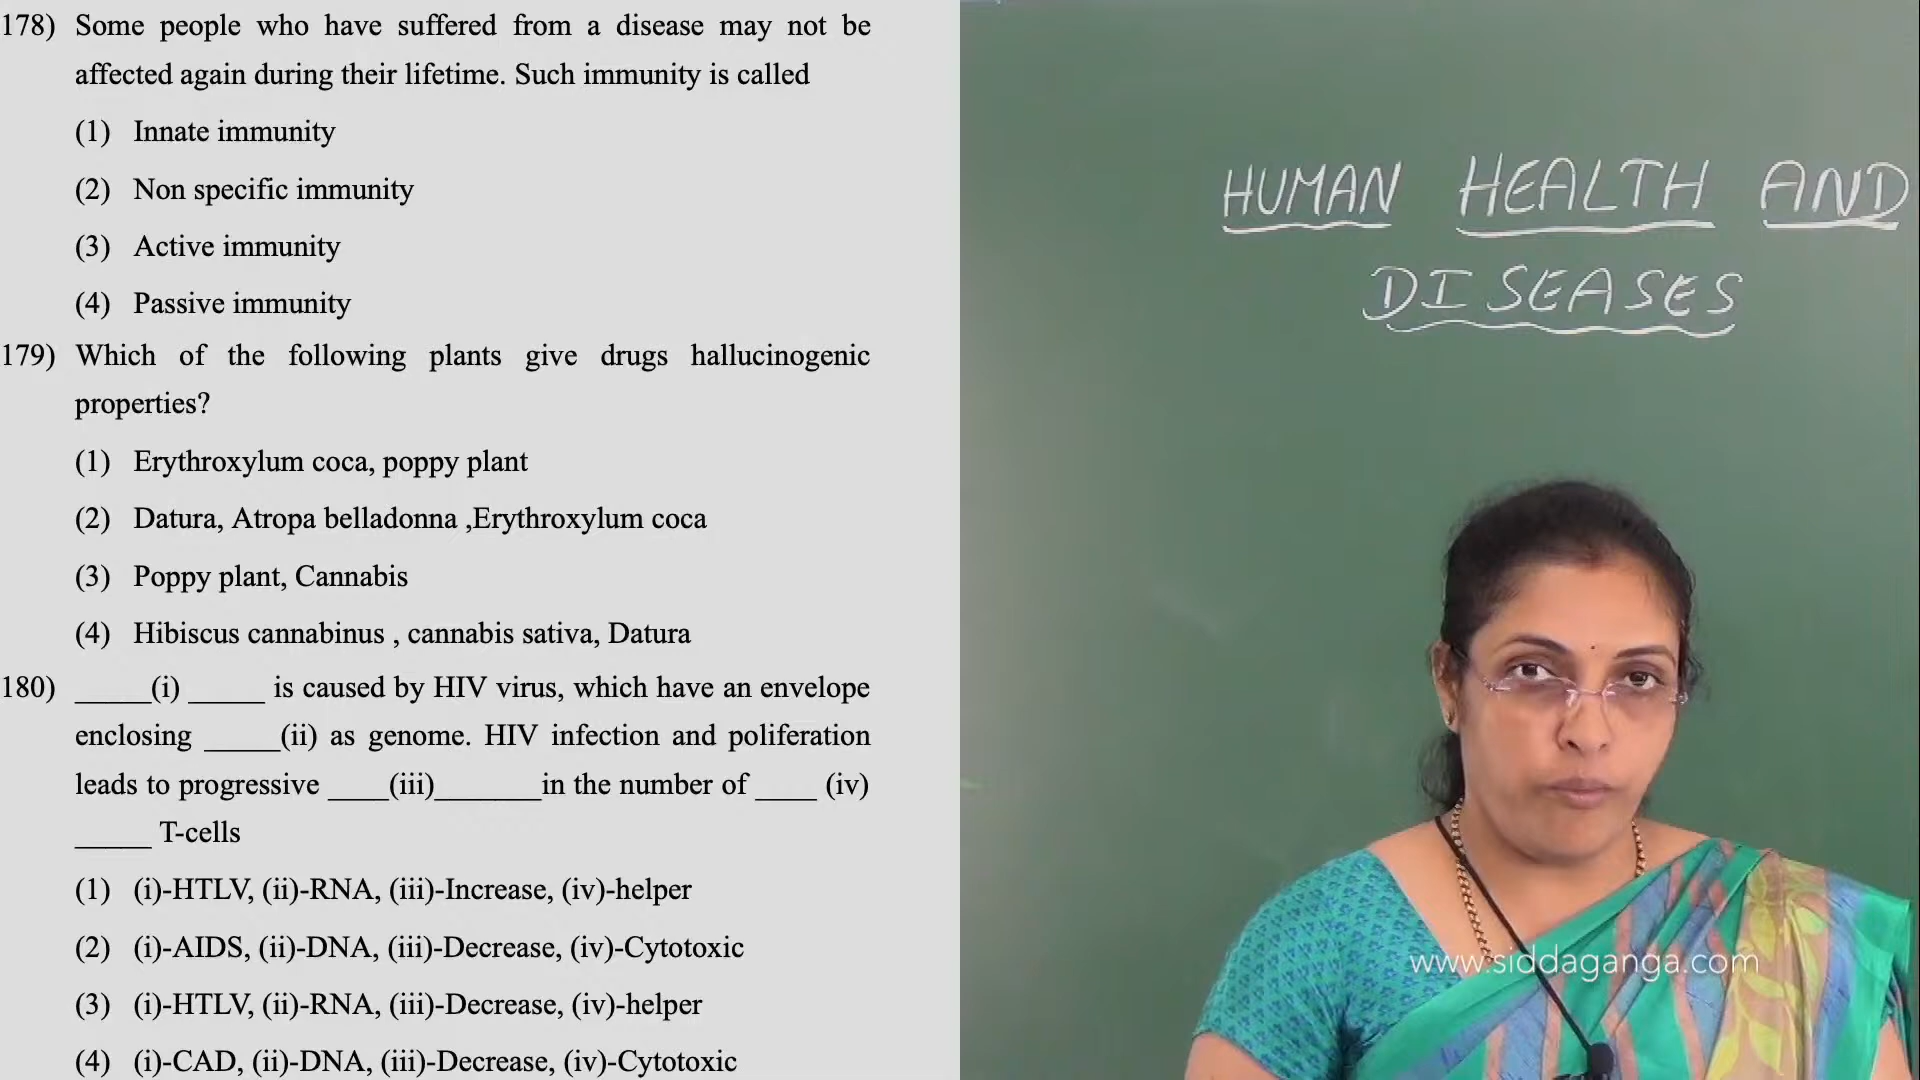 178) Some people who have suffered from a disease may not be
affected again during their lifetime. Such immunity is called
(1) Innate immunity
(2) Non specific immunity
(3) Active immunity
(4) Passive immunity
179) Which of the following plants give drugs hallucinogenic
properties?
(1) Erythroxylum coca, poppy plant
(2) Datura, Atropa belladonna ,Erythroxylum coca
(3) Poppy plant, Cannabis
(4) Hibiscus cannabinus , cannabis sativa, Datura
180) _____(i) _____ is caused by HIV virus, which have an envelope
enclosing _____(ii) as genome. HIV infection and poliferation
leads to progressive ____(iii)_______in the number of ____ (iv)
_____ T-cells
(1) (i)-HTLV, (ii)-RNA, (iii)-Increase, (iv)-helper
(2) (i)-AIDS, (ii)-DNA, (iii)-Decrease, (iv)-Cytotoxic
(3) (i)-HTLV, (ii)-RNA, (iii)-Decrease, (iv)-helper
(4) (i)-CAD, (ii)-DNA, (iii)-Decrease, (iv)-Cytotoxic
HUMAN HEALTH AND
DISEASES
www.siddaganga.com